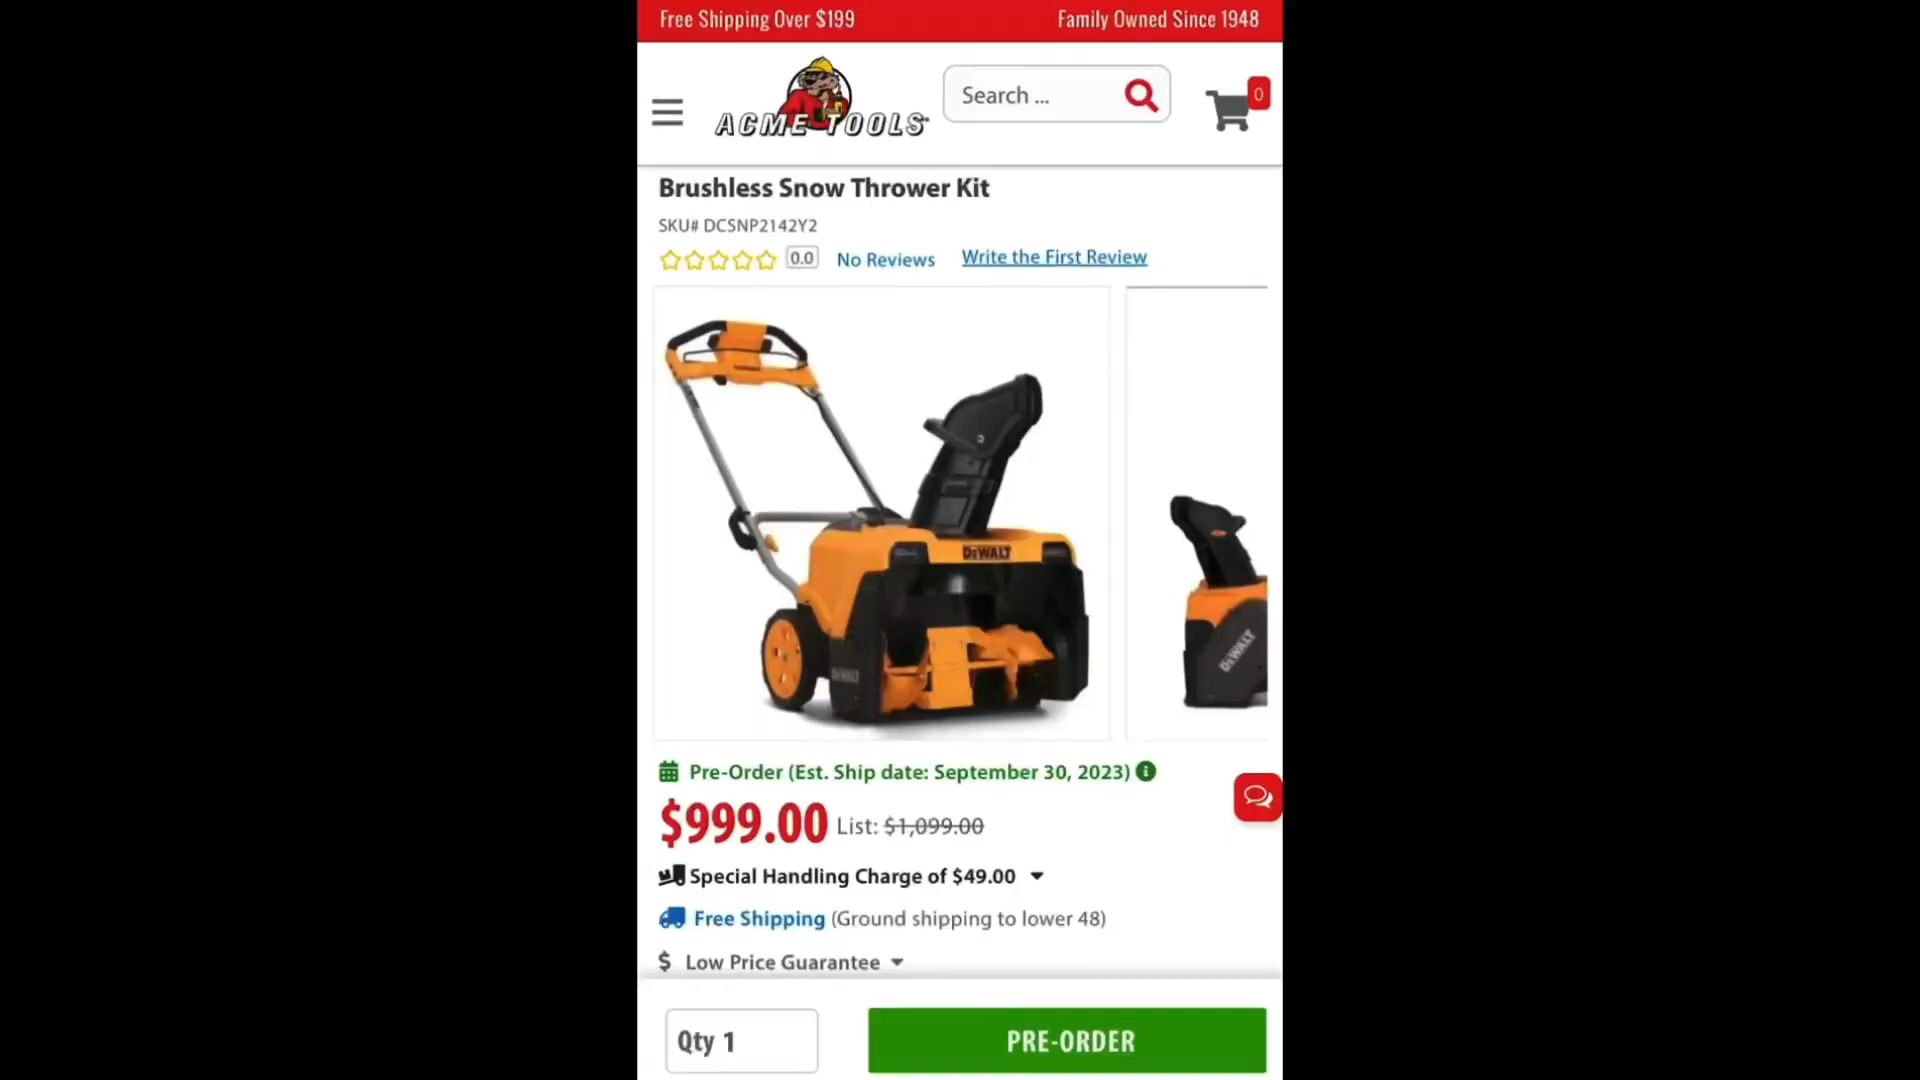 Free Shipping Over $199
Family Owned Since 1948
ACME TOOLS
Search ...
0
Brushless Snow Thrower Kit
SKU# DCSNP2142Y2
0.0 No Reviews Write the First Review
DEWALT
DEWALT
DEWALT
Pre-Order (Est. Ship date: September 30, 2023)
$999.00 List: $1,099.00
Special Handling Charge of $49.00
Free Shipping (Ground shipping to lower 48)
$ Low Price Guarantee
Qty 1
PRE-ORDER